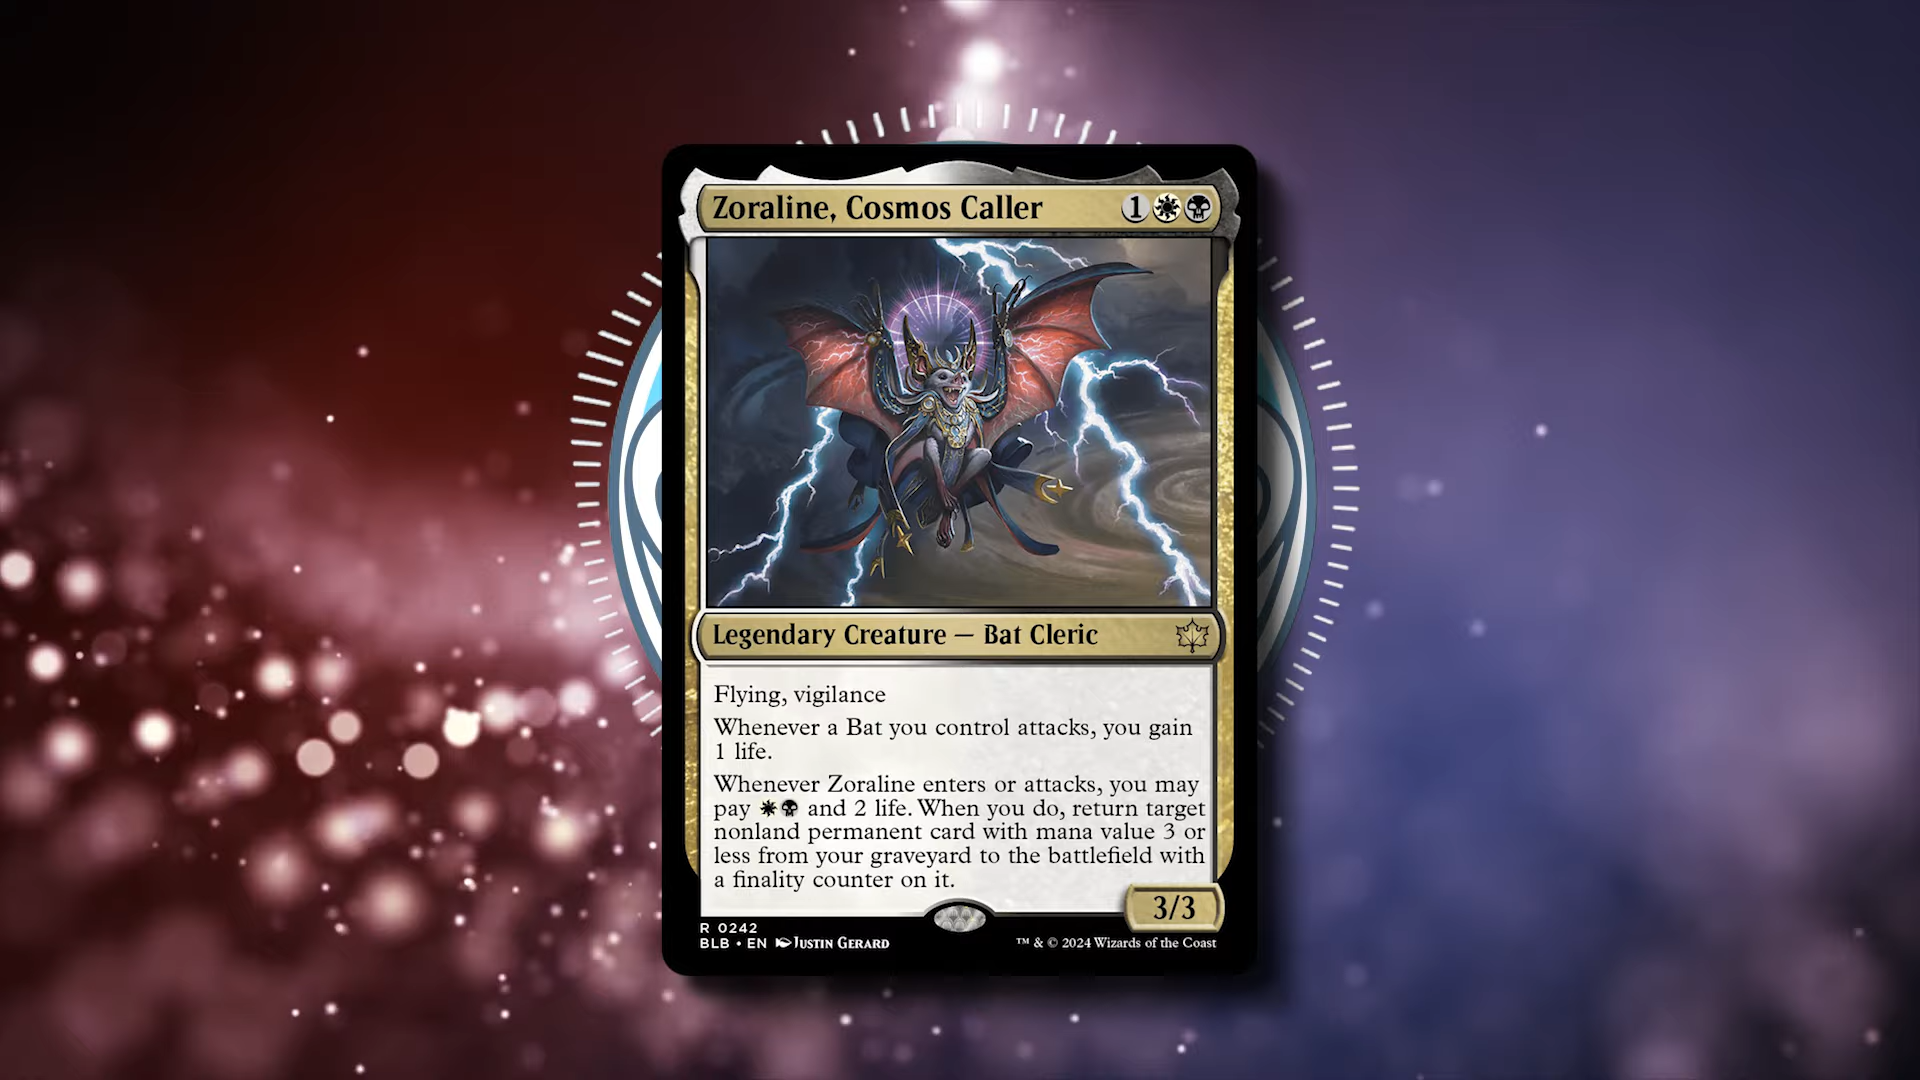 Zoraline, Cosmos Caller 1
Legendary Creature — Bat Cleric
Flying, vigilance
Whenever a Bat you control attacks, you gain
1 life.
Whenever Zoraline enters or attacks, you may
pay and 2 life. When you do, return target
nonland permanent card with mana value 3 or
less from your graveyard to the battlefield with
a finality counter on it.
3/3
R 0242
BLB • EN Justin Gerard
™ & © 2024 Wizards of the Coast